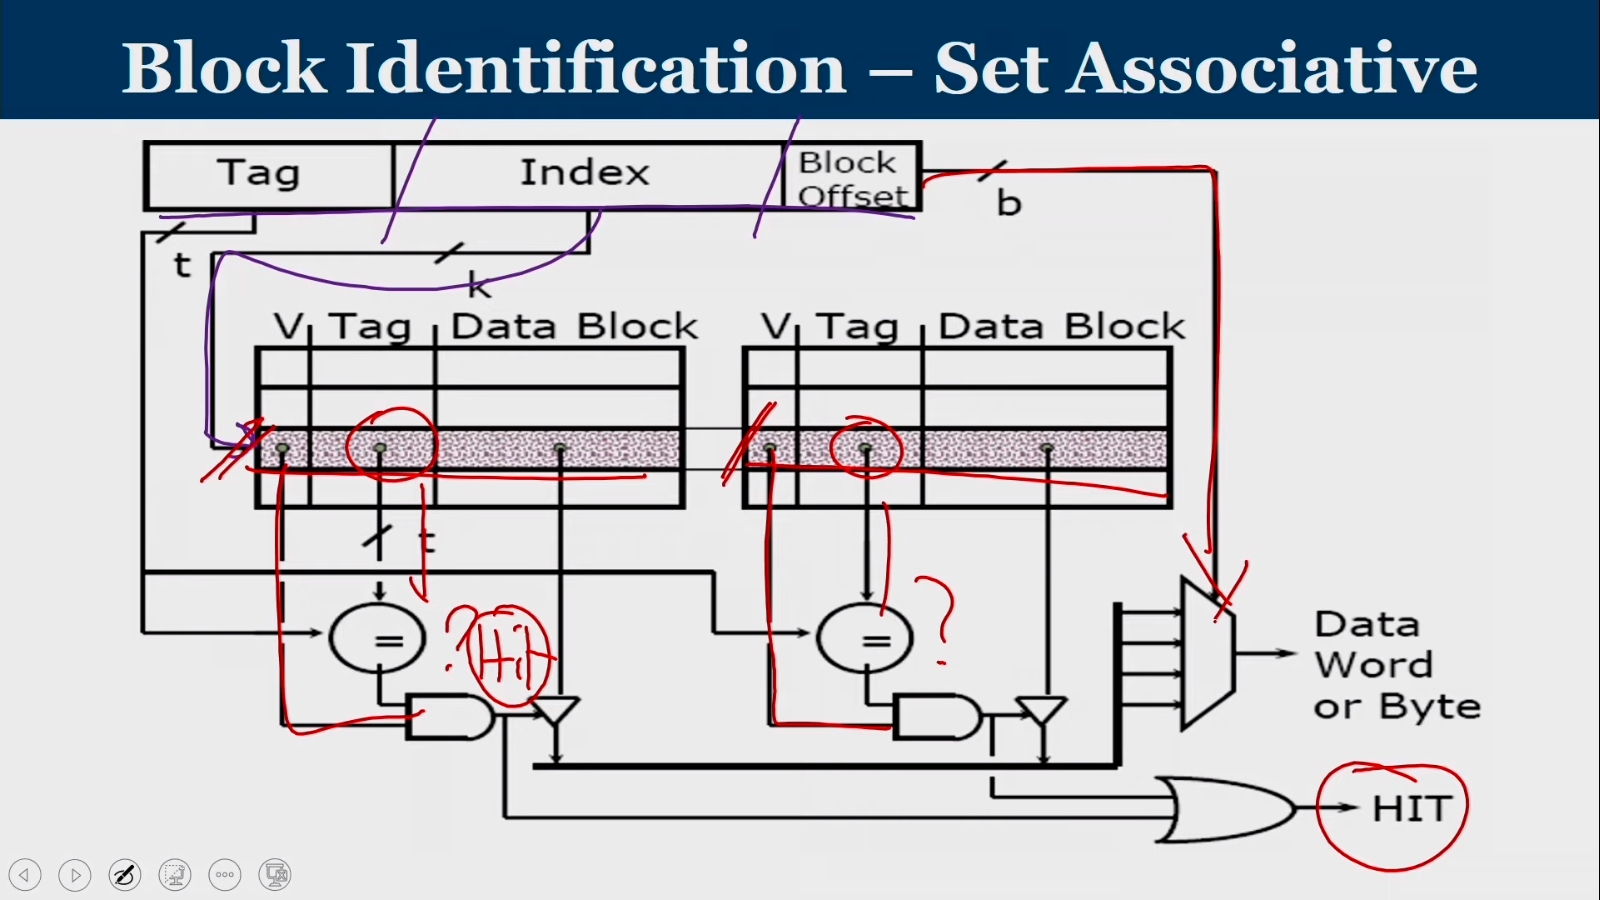 Block Identification – Set Associative
Tag Index Block Offset
b
t
k
V Tag Data Block V Tag Data Block
t
= ? Hit = ?
Data
Word
or Byte
HIT